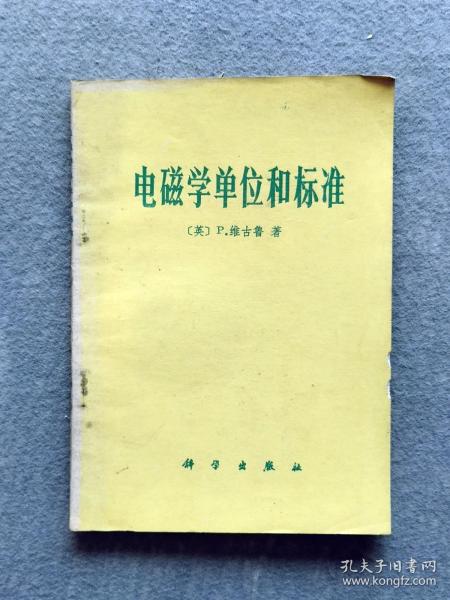 电磁学单位和标准
〔英〕P.维古鲁 著
科学出版社
孔夫子旧书网
www.kongfz.com